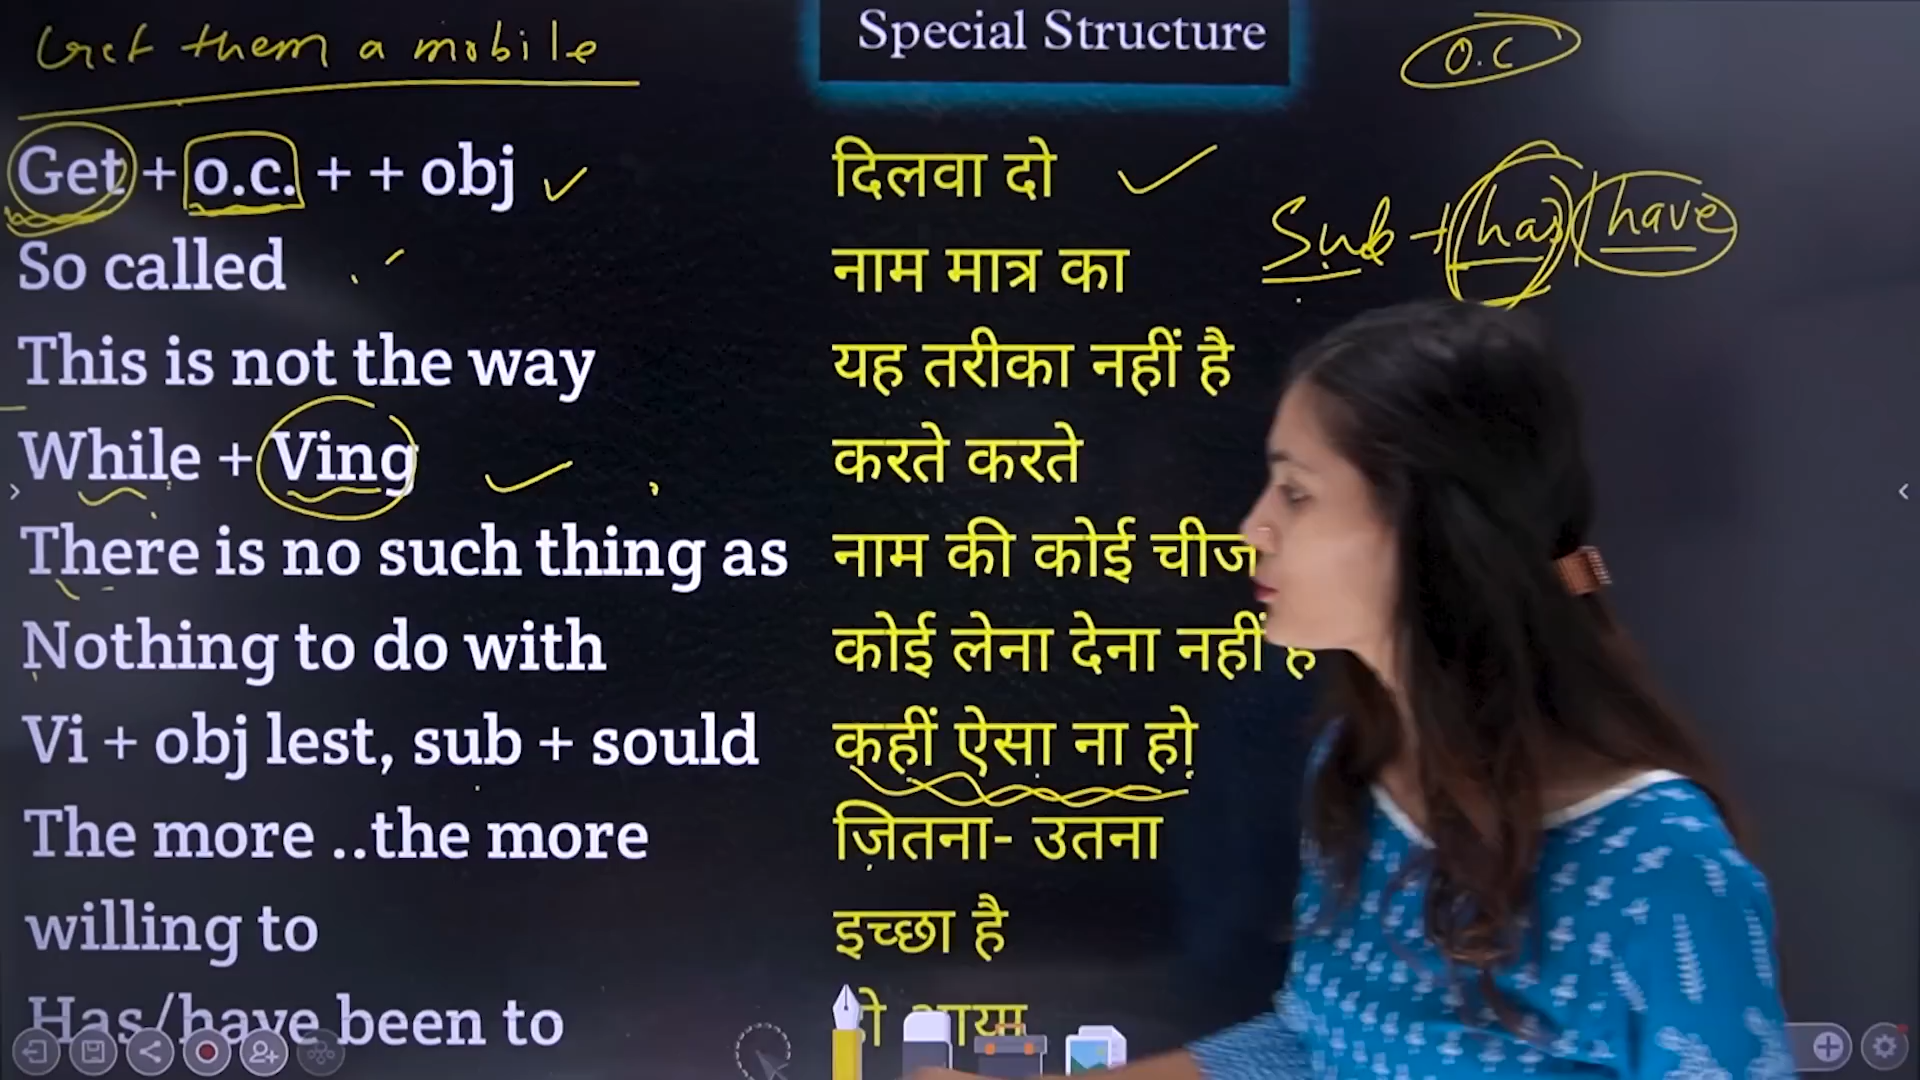 Get them a mobile
Special Structure
O.C
Get + o.c. + + obj
दिलवा दो
Sub + has/have
So called
नाम मात्र का
This is not the way
यह तरीका नहीं है
While + Ving
करते करते
There is no such thing as
नाम की कोई चीज
Nothing to do with
कोई लेना देना नहीं है
Vi + obj lest, sub + sould
कहीं ऐसा ना हो
The more ..the more
जितना- उतना
willing to
इच्छा है
Has/have been to